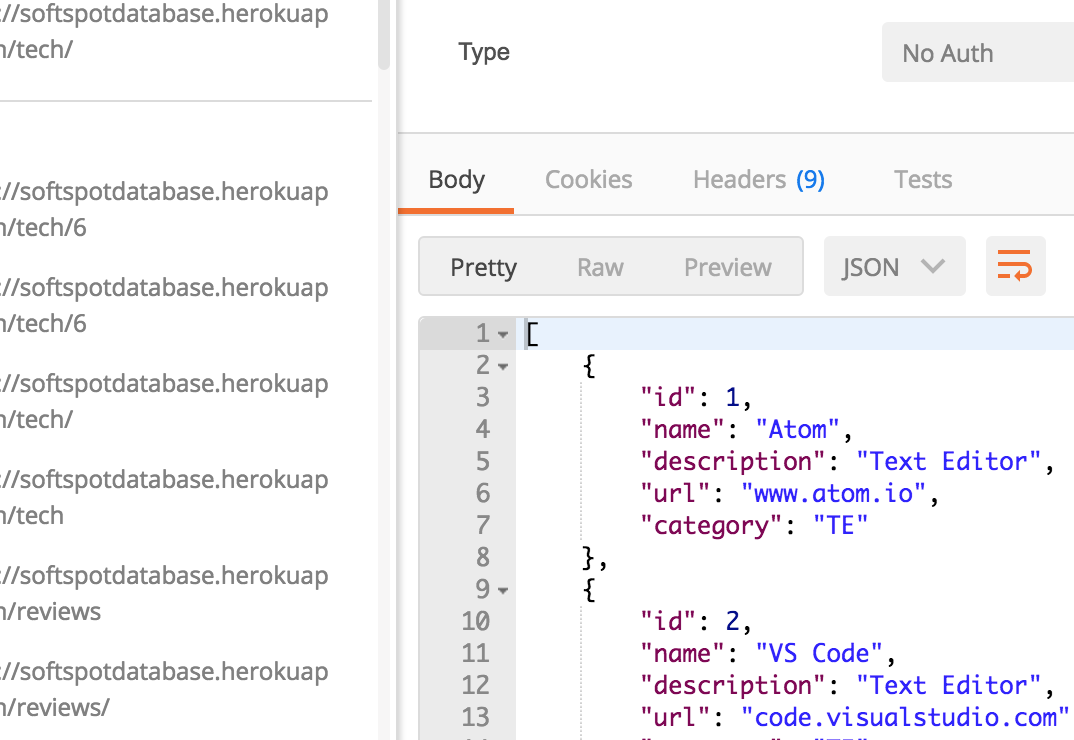 ://softspotdatabase.herokuap
n/tech/
://softspotdatabase.herokuap
n/tech/6
://softspotdatabase.herokuap
n/tech/6
://softspotdatabase.herokuap
n/tech/
://softspotdatabase.herokuap
n/tech
://softspotdatabase.herokuap
n/reviews
://softspotdatabase.herokuap
n/reviews/
Type No Auth
Body Cookies Headers (9) Tests
Pretty Raw Preview JSON
1 [
2 {
3 "id": 1,
4 "name": "Atom",
5 "description": "Text Editor",
6 "url": "www.atom.io",
7 "category": "TE"
8 },
9 {
10 "id": 2,
11 "name": "VS Code",
12 "description": "Text Editor",
13 "url": "code.visualstudio.com"